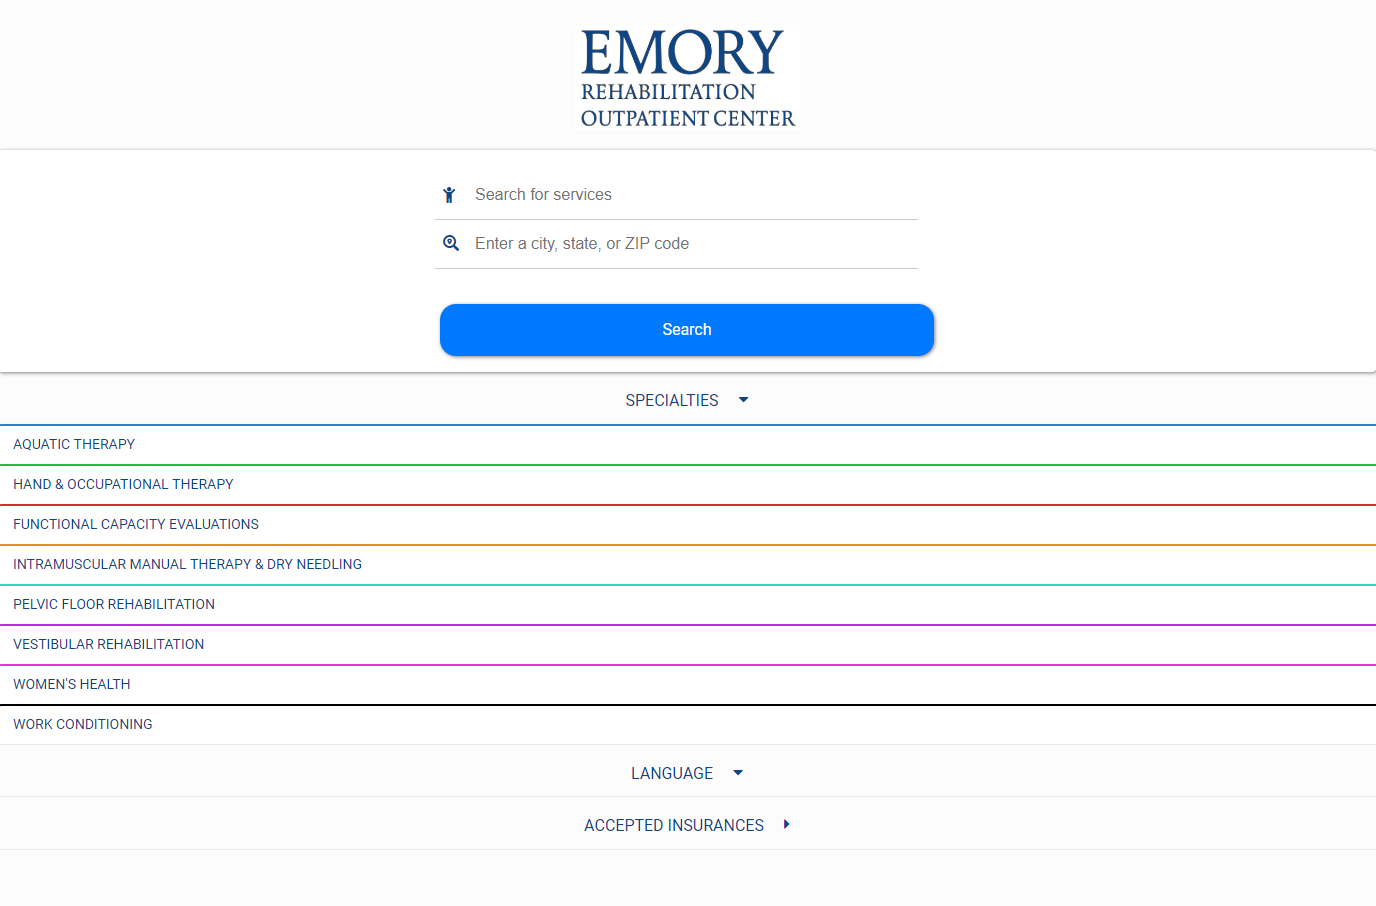 EMORY
REHABILITATION
OUTPATIENT CENTER
Search for services
Enter a city, state, or ZIP code
Search
SPECIALTIES
AQUATIC THERAPY
HAND & OCCUPATIONAL THERAPY
FUNCTIONAL CAPACITY EVALUATIONS
INTRAMUSCULAR MANUAL THERAPY & DRY NEEDLING
PELVIC FLOOR REHABILITATION
VESTIBULAR REHABILITATION
WOMEN'S HEALTH
WORK CONDITIONING
LANGUAGE
ACCEPTED INSURANCES